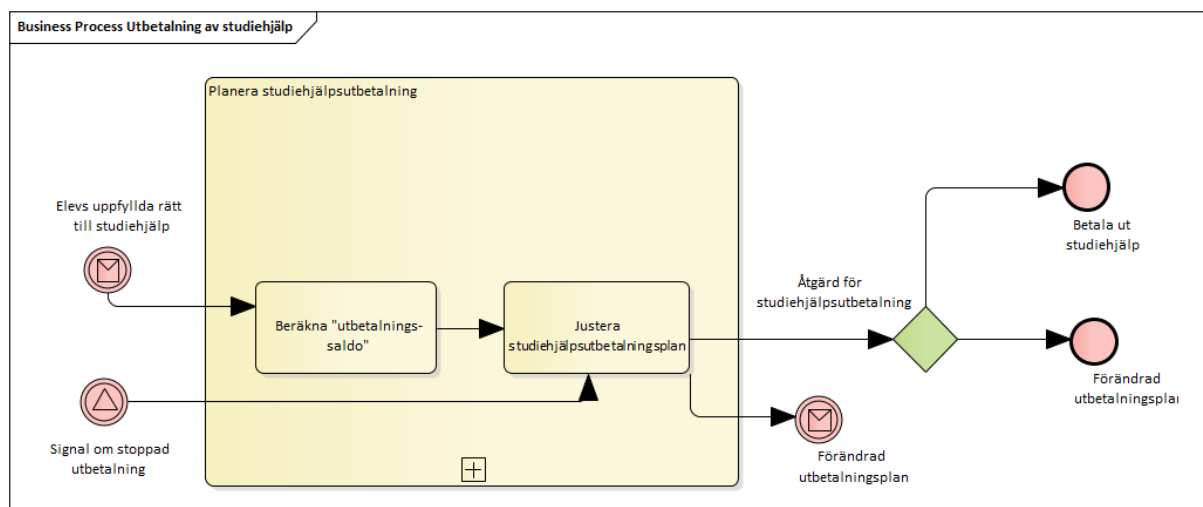 Business Process Utbetalning av studiehjälp
Planera studiehjälpsutbetalning
Elevs uppfyllda rätt
till studiehjälp
Beräkna "utbetalnings-
saldo"
Justera
studiehjälpsutbetalningsplan
Åtgärd för
studiehjälpsutbetalning
Betala ut
studiehjälp
Förändrad
utbetalningsplan
Signal om stoppad
utbetalning
Förändrad
utbetalningsplan